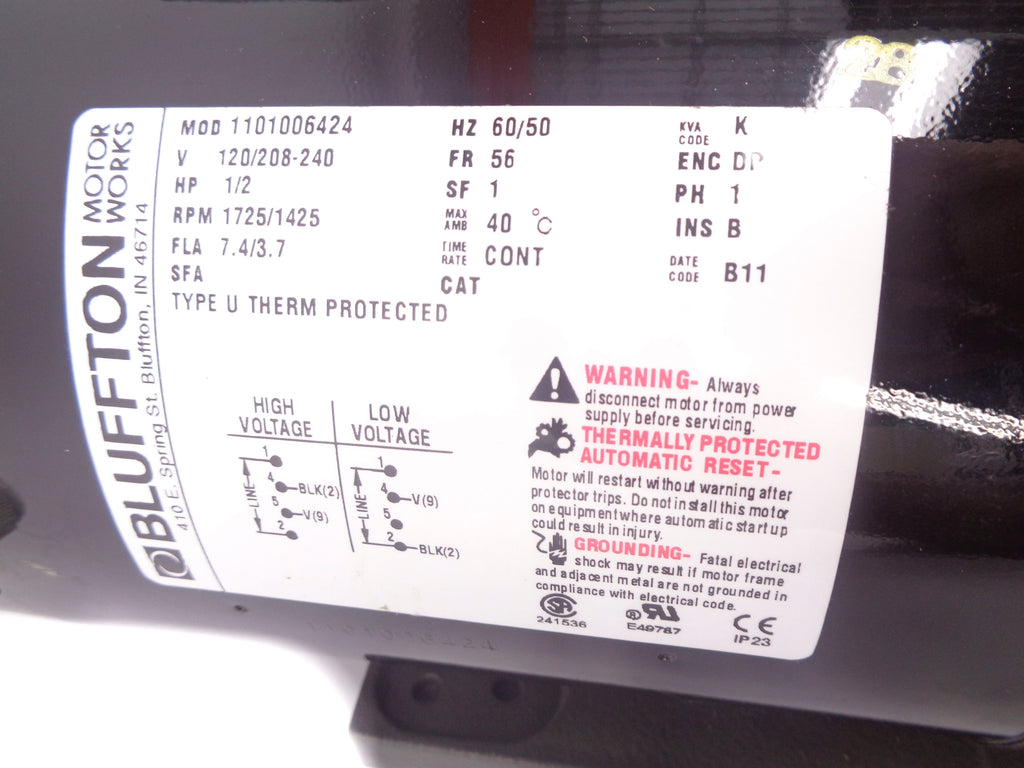 BLUFFTON MOTOR WORKS
410 E. Spring St. Bluffton, IN 46714
MOD 1101006424 HZ 60/50 KVA CODE K
V 120/208-240 FR 56 ENC DP
HP 1/2 SF 1 PH 1
RPM 1725/1425 MAX AMB 40 °C INS B
FLA 7.4/3.7 TIME RATE CONT DATE CODE B11
SFA CAT
TYPE U THERM PROTECTED
HIGH VOLTAGE
1
4 BLK(2)
5 V(9)
2
LINE
LOW VOLTAGE
1
4 V(9)
5
2 BLK(2)
LINE
WARNING- Always
disconnect motor from power
supply before servicing.
THERMALLY PROTECTED
AUTOMATIC RESET-
Motor will restart without warning after
protector trips. Do not install this motor
on equipment where automatic start up
could result in injury.
GROUNDING- Fatal electrical
shock may result if motor frame
and adjacent metal are not grounded in
compliance with electrical code.
241536
E49787
CE
IP23
1101006424